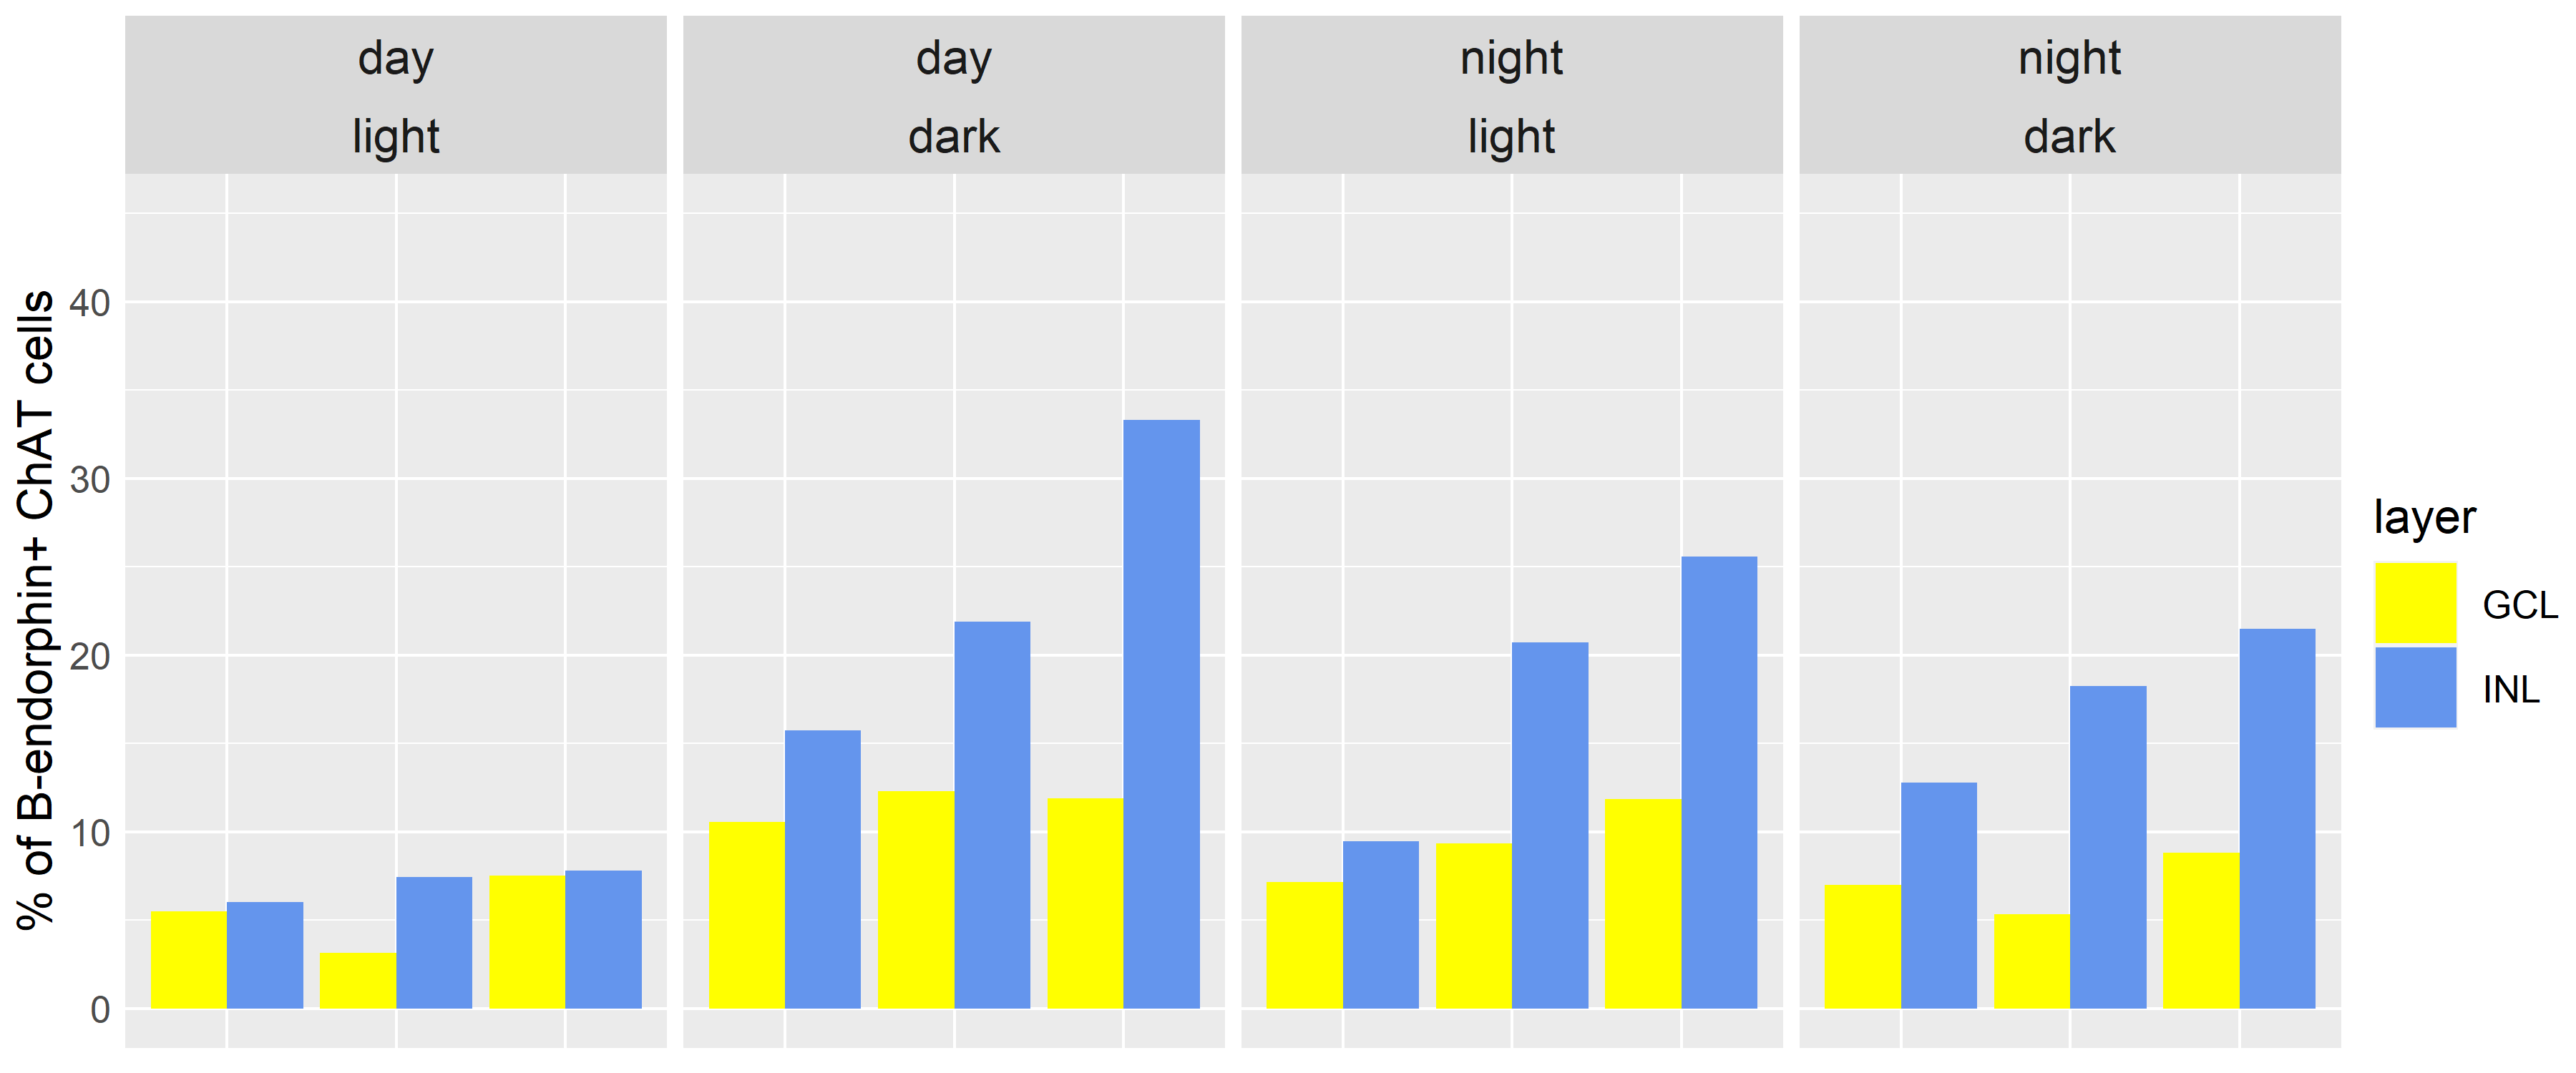 day
light
day
dark
night
light
night
dark
% of B-endorphin+ ChAT cells
40
30
20
10
0
layer
GCL
INL